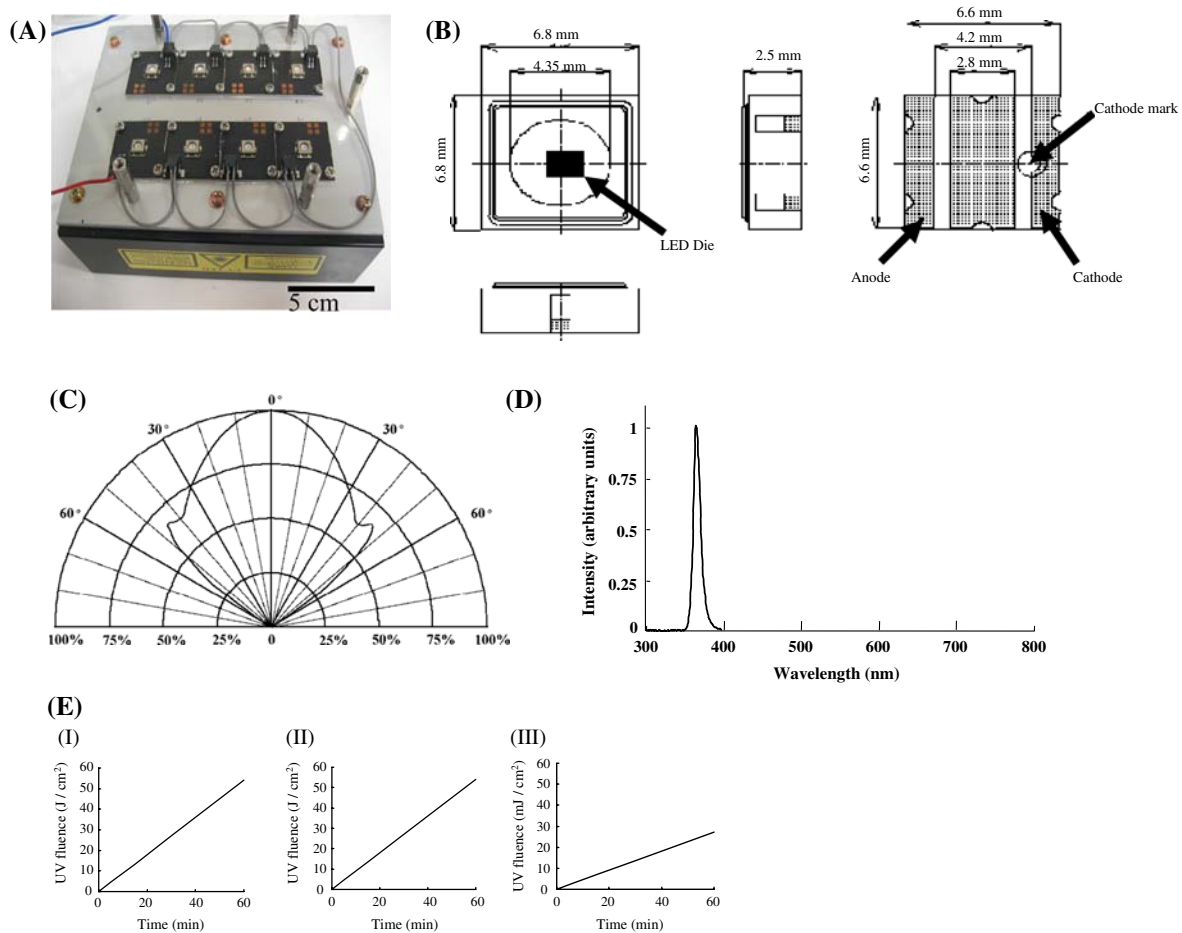 (A)
5 cm
(B)
6.8 mm
4.35 mm
6.8 mm
LED Die
2.5 mm
6.6 mm
4.2 mm
2.8 mm
6.6 mm
Cathode mark
Anode
Cathode
(C)
0°
30°
30°
60°
60°
100% 75% 50% 25% 0 25% 50% 75% 100%
(D)
Intensity (arbitrary units)
1
0.75
0.5
0.25
0
300 400 500 600 700 800
Wavelength (nm)
(E)
(I)
UV fluence (J / cm²)
60
50
40
30
20
10
0
0 20 40 60
Time (min)
(II)
UV fluence (J / cm²)
60
50
40
30
20
10
0
0 20 40 60
Time (min)
(III)
UV fluence (mJ / cm²)
60
50
40
30
20
10
0
0 20 40 60
Time (min)